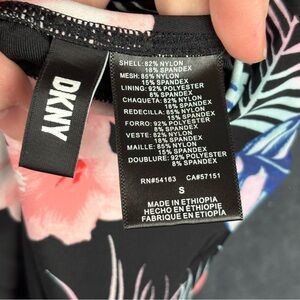 DKNY
SHELL: 82% NYLON
18% SPANDEX
MESH: 85% NYLON
15% SPANDEX
LINING: 92% POLYESTER
8% SPANDEX
CHAQUETA: 82% NYLON
18% SPANDEX
REDECILLA: 85% NYLON
15% SPANDEX
FORRO: 92% POLYESTER
8% SPANDEX
VESTE: 82% NYLON
18% SPANDEX
MAILLE: 85% NYLON
15% SPANDEX
DOUBLURE: 92% POLYESTER
8% SPANDEX
RN#54163 CA#57151
S
MADE IN ETHIOPIA
HECHO EN ETHIOPIA
FABRIQUE EN ETIOPÍA